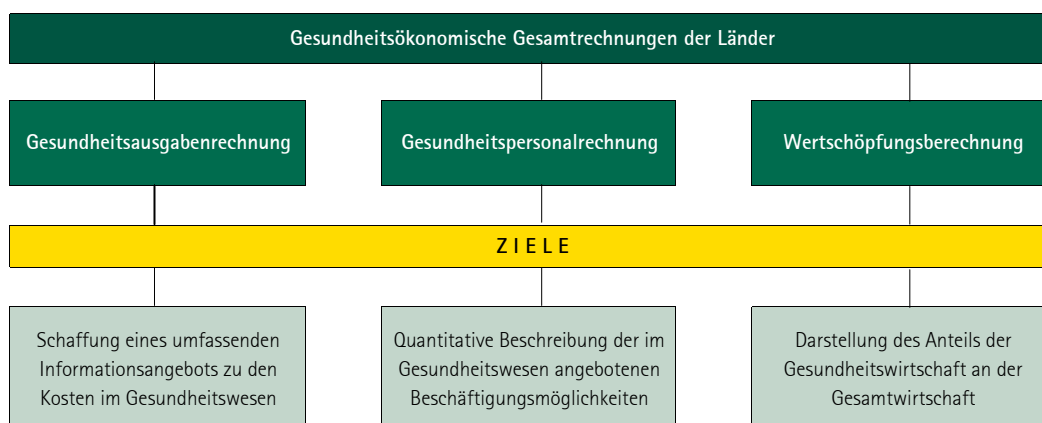 Gesundheitsökonomische Gesamtrechnungen der Länder
Gesundheitsausgabenrechnung
Gesundheitspersonalrechnung
Wertschöpfungsberechnung
ZIELE
Schaffung eines umfassenden
Informationsangebots zu den
Kosten im Gesundheitswesen
Quantitative Beschreibung der im
Gesundheitswesen angebotenen
Beschäftigungsmöglichkeiten
Darstellung des Anteils der
Gesundheitswirtschaft an der
Gesamtwirtschaft